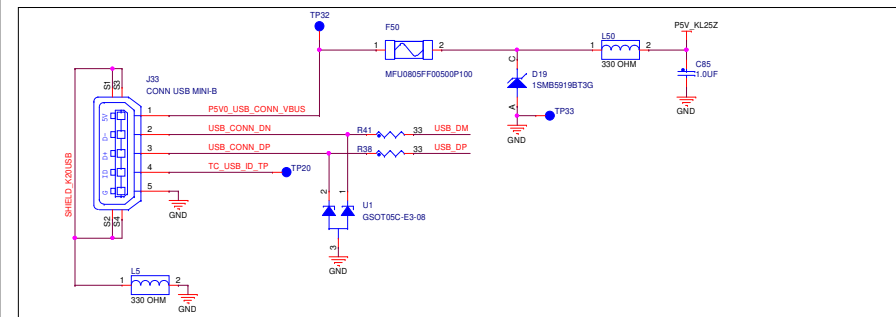 TP32
F50
1
2
MFU0805FF00500P100
L50
1
2
330 OHM
P5V_KL25Z
C85
1.0UF
GND
C
D19
1SMB5919BT3G
A
TP33
GND
J33
CONN USB MINI-B
S1
S3
5V
D-
D+
ID
G
1
P5V0_USB_CONN_VBUS
2
USB_CONN_DN
R41
33
USB_DM
3
USB_CONN_DP
R38
33
USB_DP
4
TC_USB_ID_TP
TP20
5
GND
SHIELD_K20USB
S2
S4
2
1
U1
GSOT05C-E3-08
3
GND
L5
1
2
330 OHM
GND